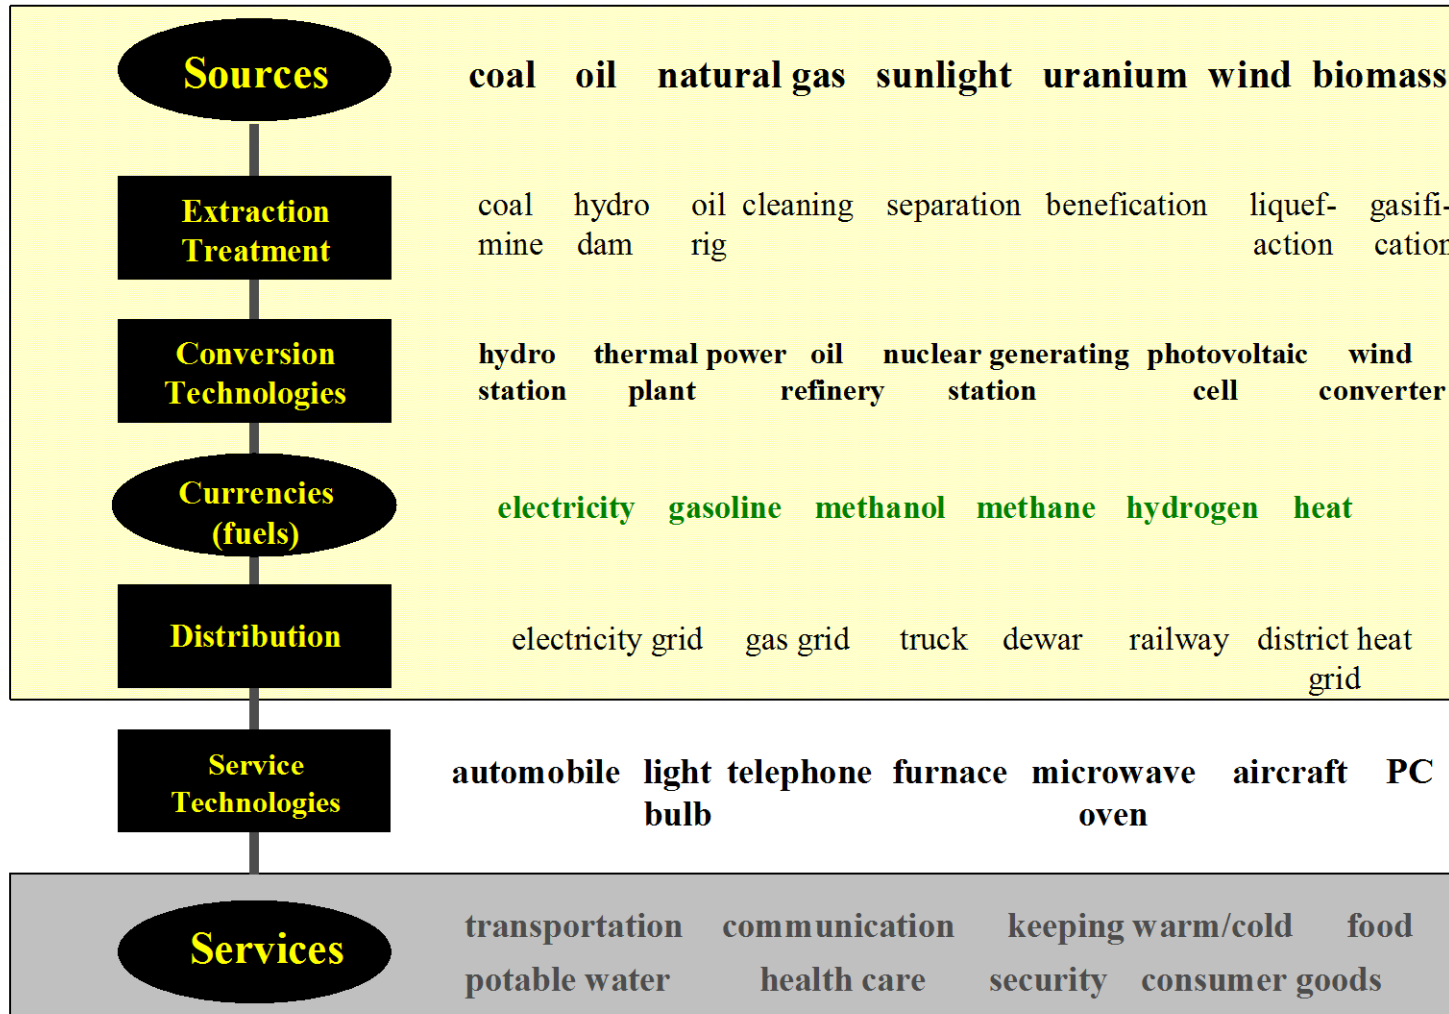 Sources
coal oil natural gas sunlight uranium wind biomass
Extraction
Treatment
coal hydro oil cleaning separation benefication liquef- gasifi-
mine dam rig action cation
Conversion
Technologies
hydro thermal power oil nuclear generating photovoltaic wind
station plant refinery station cell converter
Currencies
(fuels)
electricity gasoline methanol methane hydrogen heat
Distribution
electricity grid gas grid truck dewar railway district heat
grid
Service
Technologies
automobile light telephone furnace microwave aircraft PC
bulb oven
Services
transportation communication keeping warm/cold food
potable water health care security consumer goods